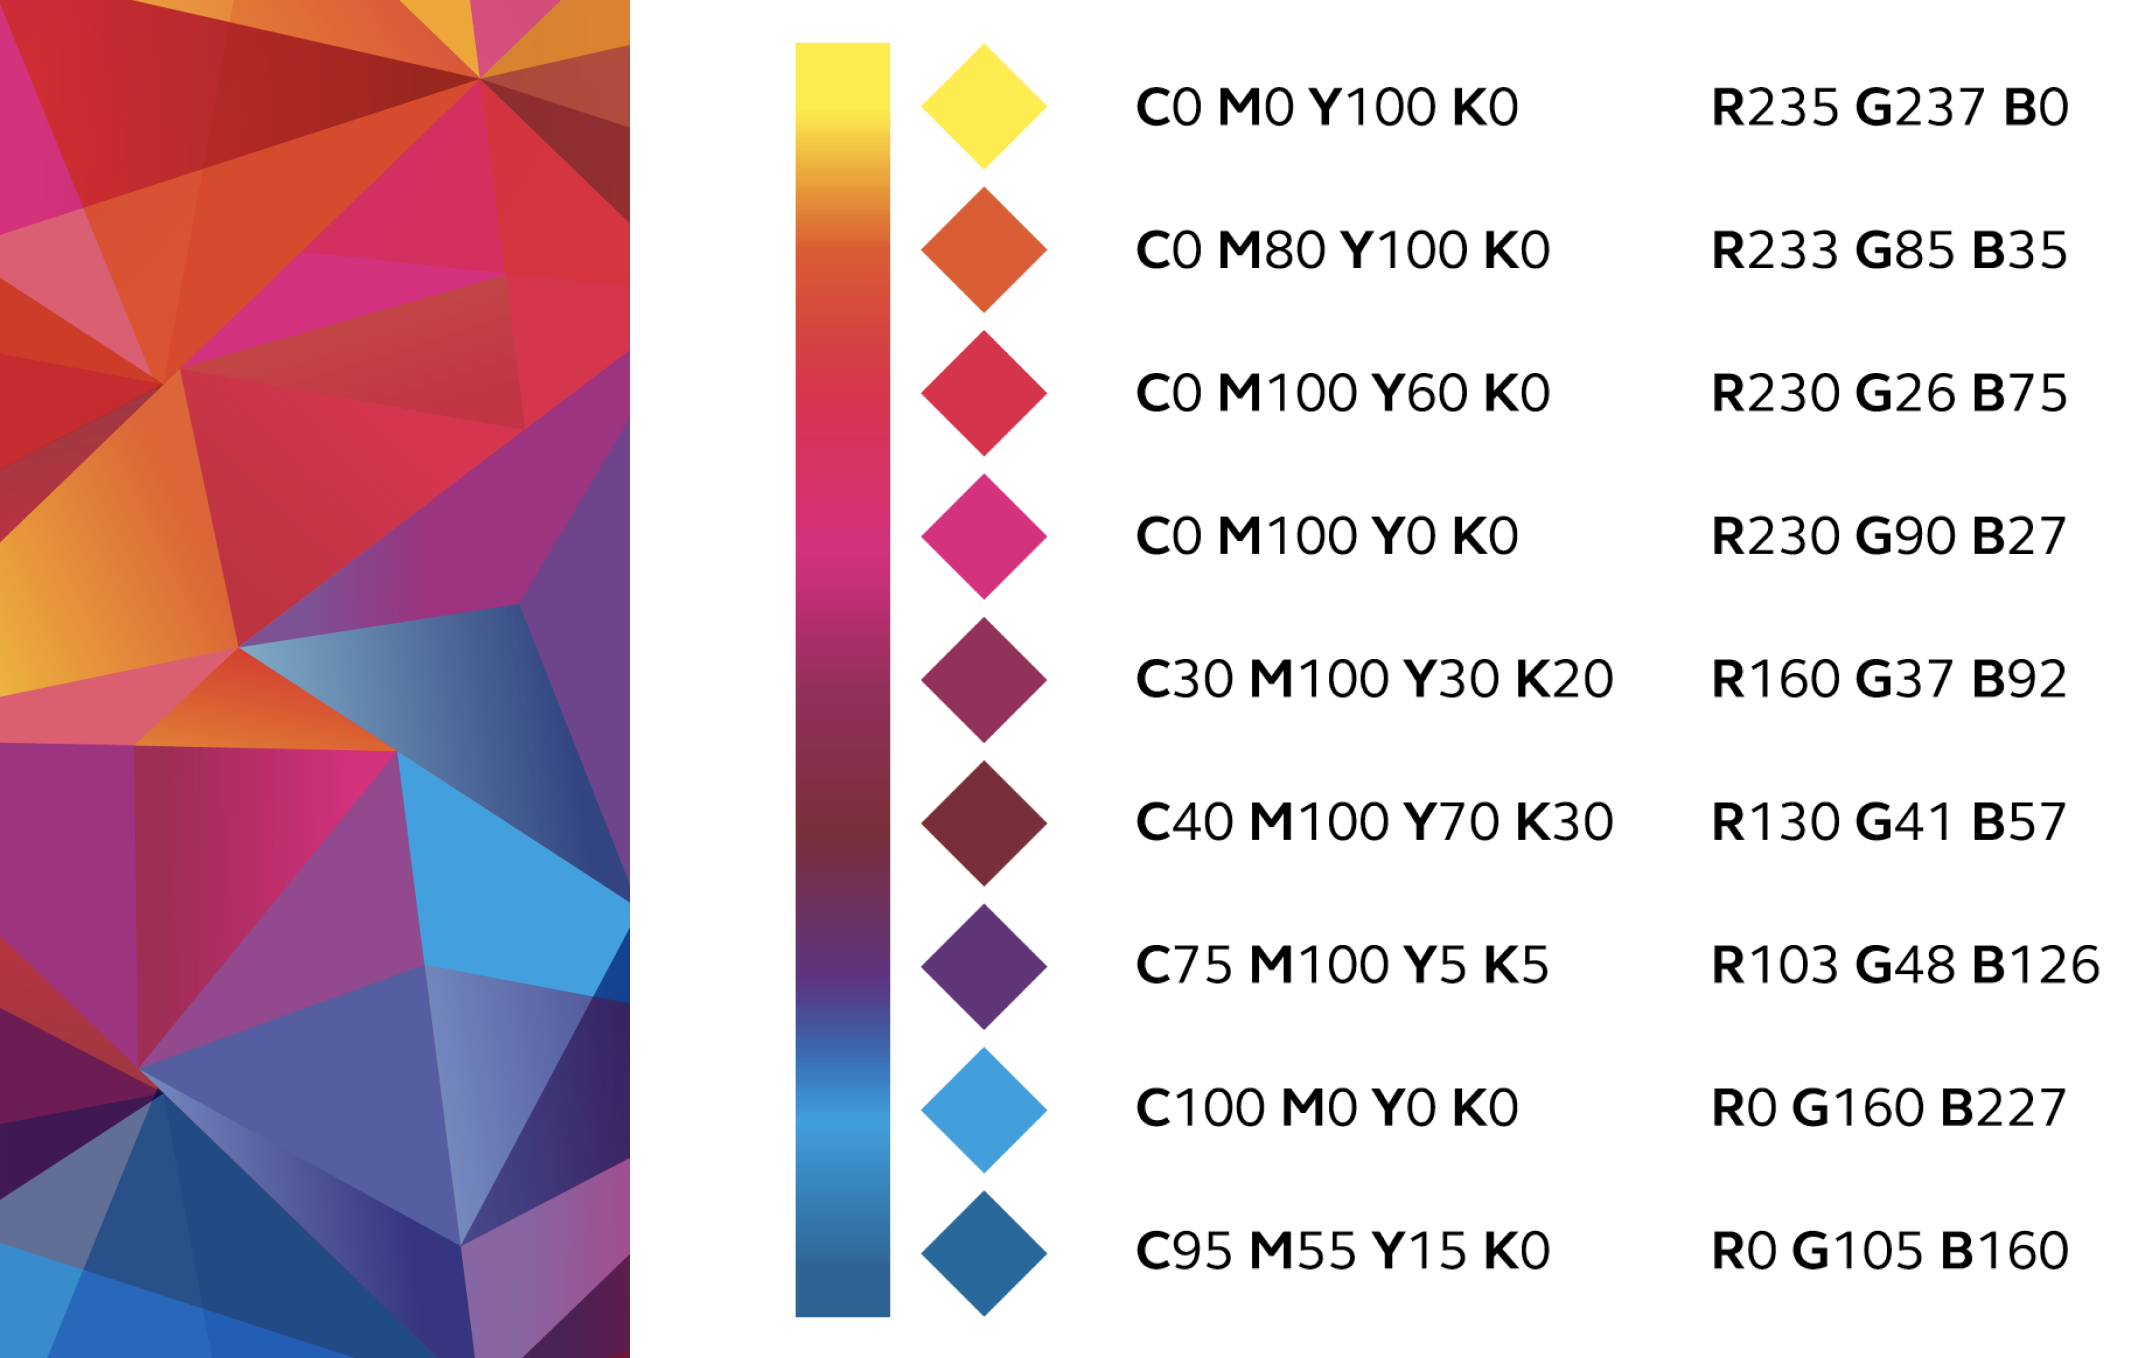 C0 M0 Y100 K0 R235 G237 B0
C0 M80 Y100 K0 R233 G85 B35
C0 M100 Y60 K0 R230 G26 B75
C0 M100 Y0 K0 R230 G90 B27
C30 M100 Y30 K20 R160 G37 B92
C40 M100 Y70 K30 R130 G41 B57
C75 M100 Y5 K5 R103 G48 B126
C100 M0 Y0 K0 R0 G160 B227
C95 M55 Y15 K0 R0 G105 B160